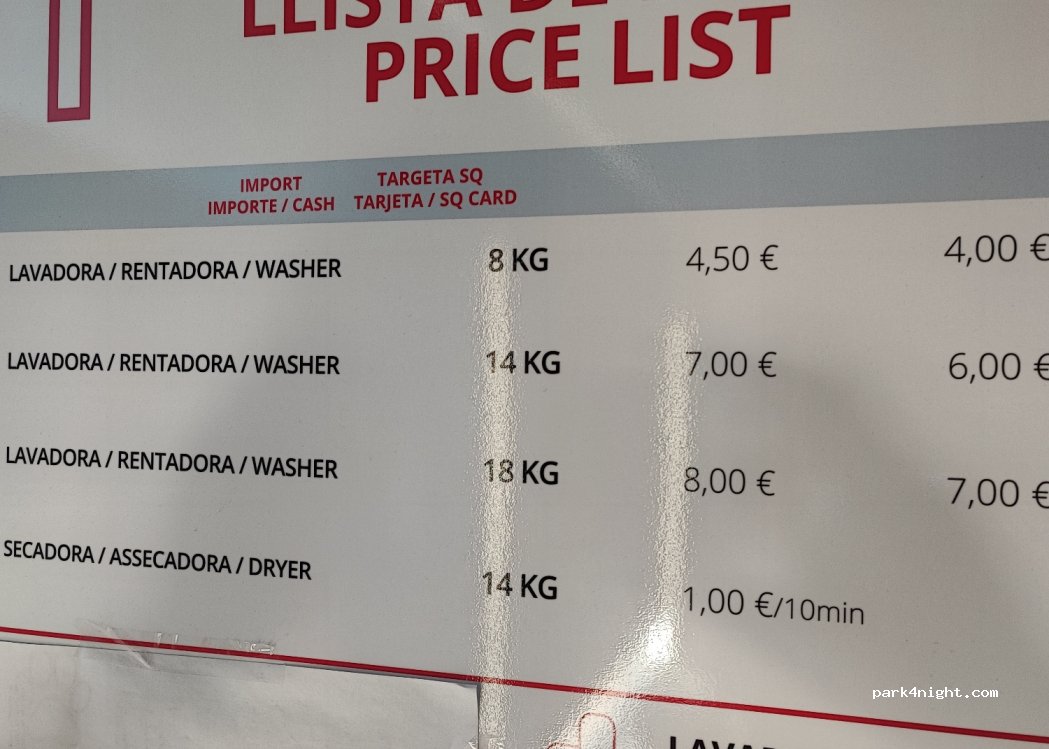 LLISTA DE
PRICE LIST
IMPORT TARGETA SQ
IMPORTE / CASH TARJETA / SQ CARD
LAVADORA / RENTADORA / WASHER 8 KG 4,50 € 4,00 €
LAVADORA / RENTADORA / WASHER 14 KG 7,00 € 6,00 €
LAVADORA / RENTADORA / WASHER 18 KG 8,00 € 7,00 €
SECADORA / ASSECADORA / DRYER 14 KG 1,00 €/10min
park4night.com